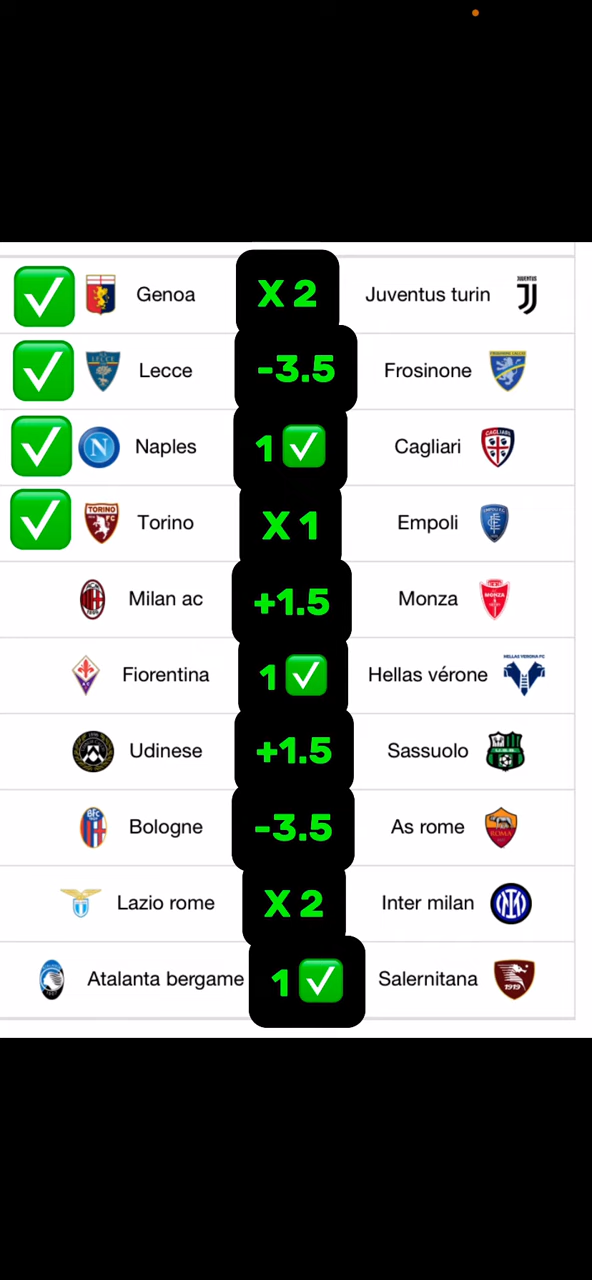 Genoa X 2 Juventus turin
Lecce -3.5 Frosinone
Naples 1 Cagliari
Torino X 1 Empoli
Milan ac +1.5 Monza
Fiorentina 1 Hellas vérone
Udinese +1.5 Sassuolo
Bologne -3.5 As rome
Lazio rome X 2 Inter milan
Atalanta bergame 1 Salernitana